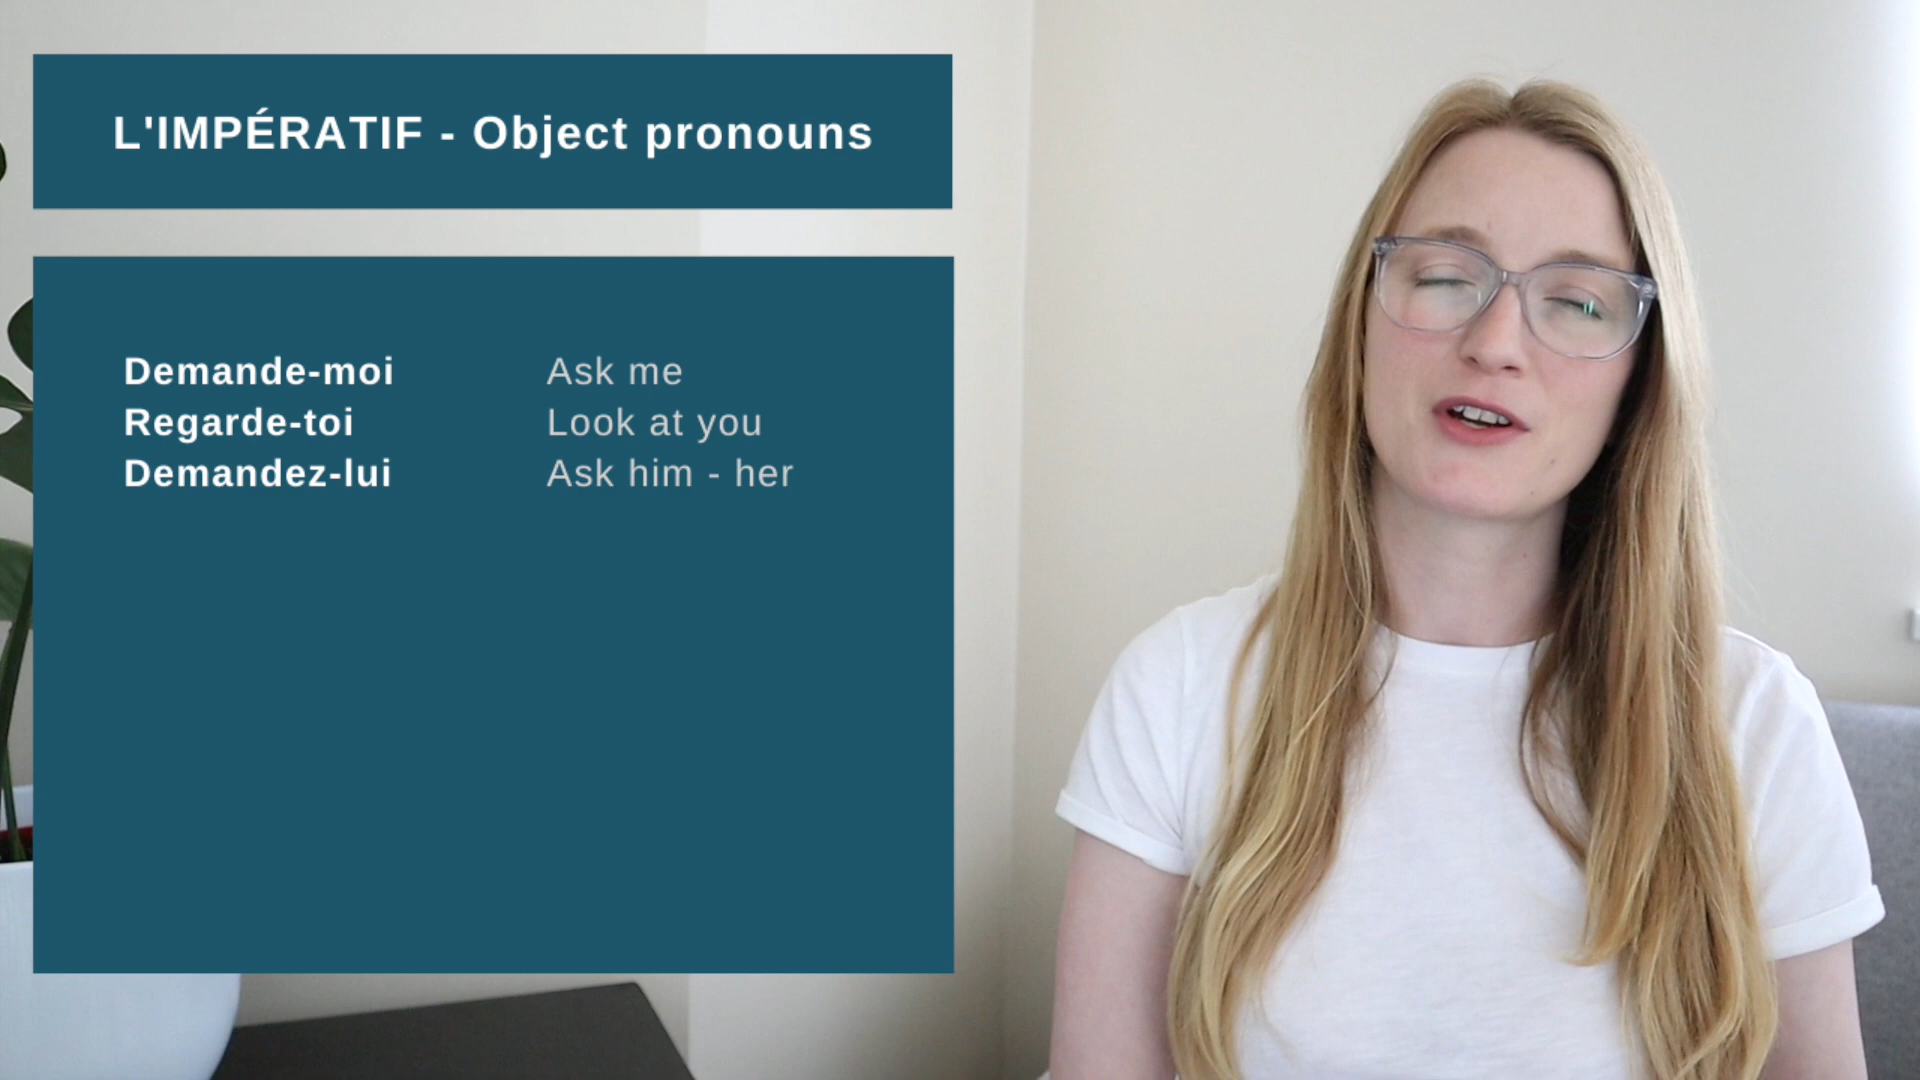 L'IMPÉRATIF - Object pronouns
Demande-moi Ask me
Regarde-toi Look at you
Demandez-lui Ask him - her